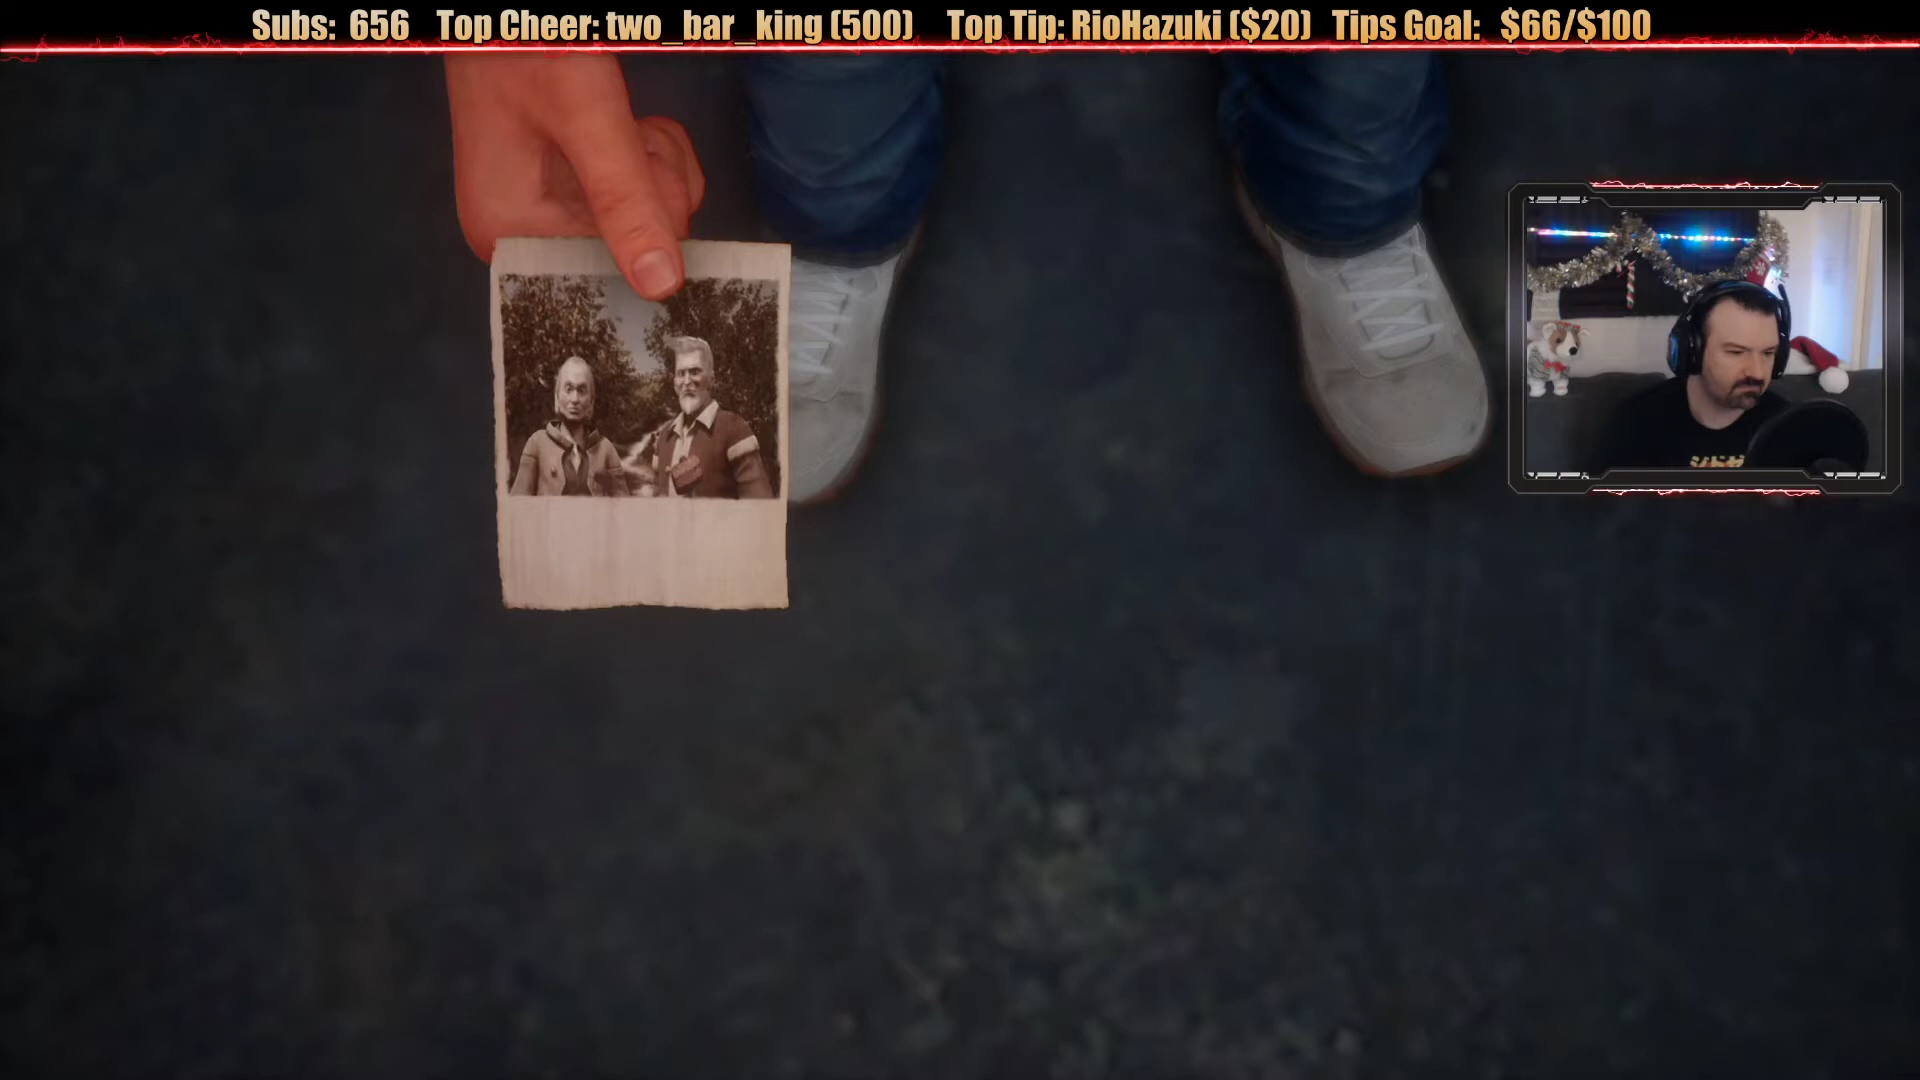 Subs: 656 Top Cheer: two_bar_king (500) Top Tip: RioHazuki ($20) Tips Goal: $66/$100